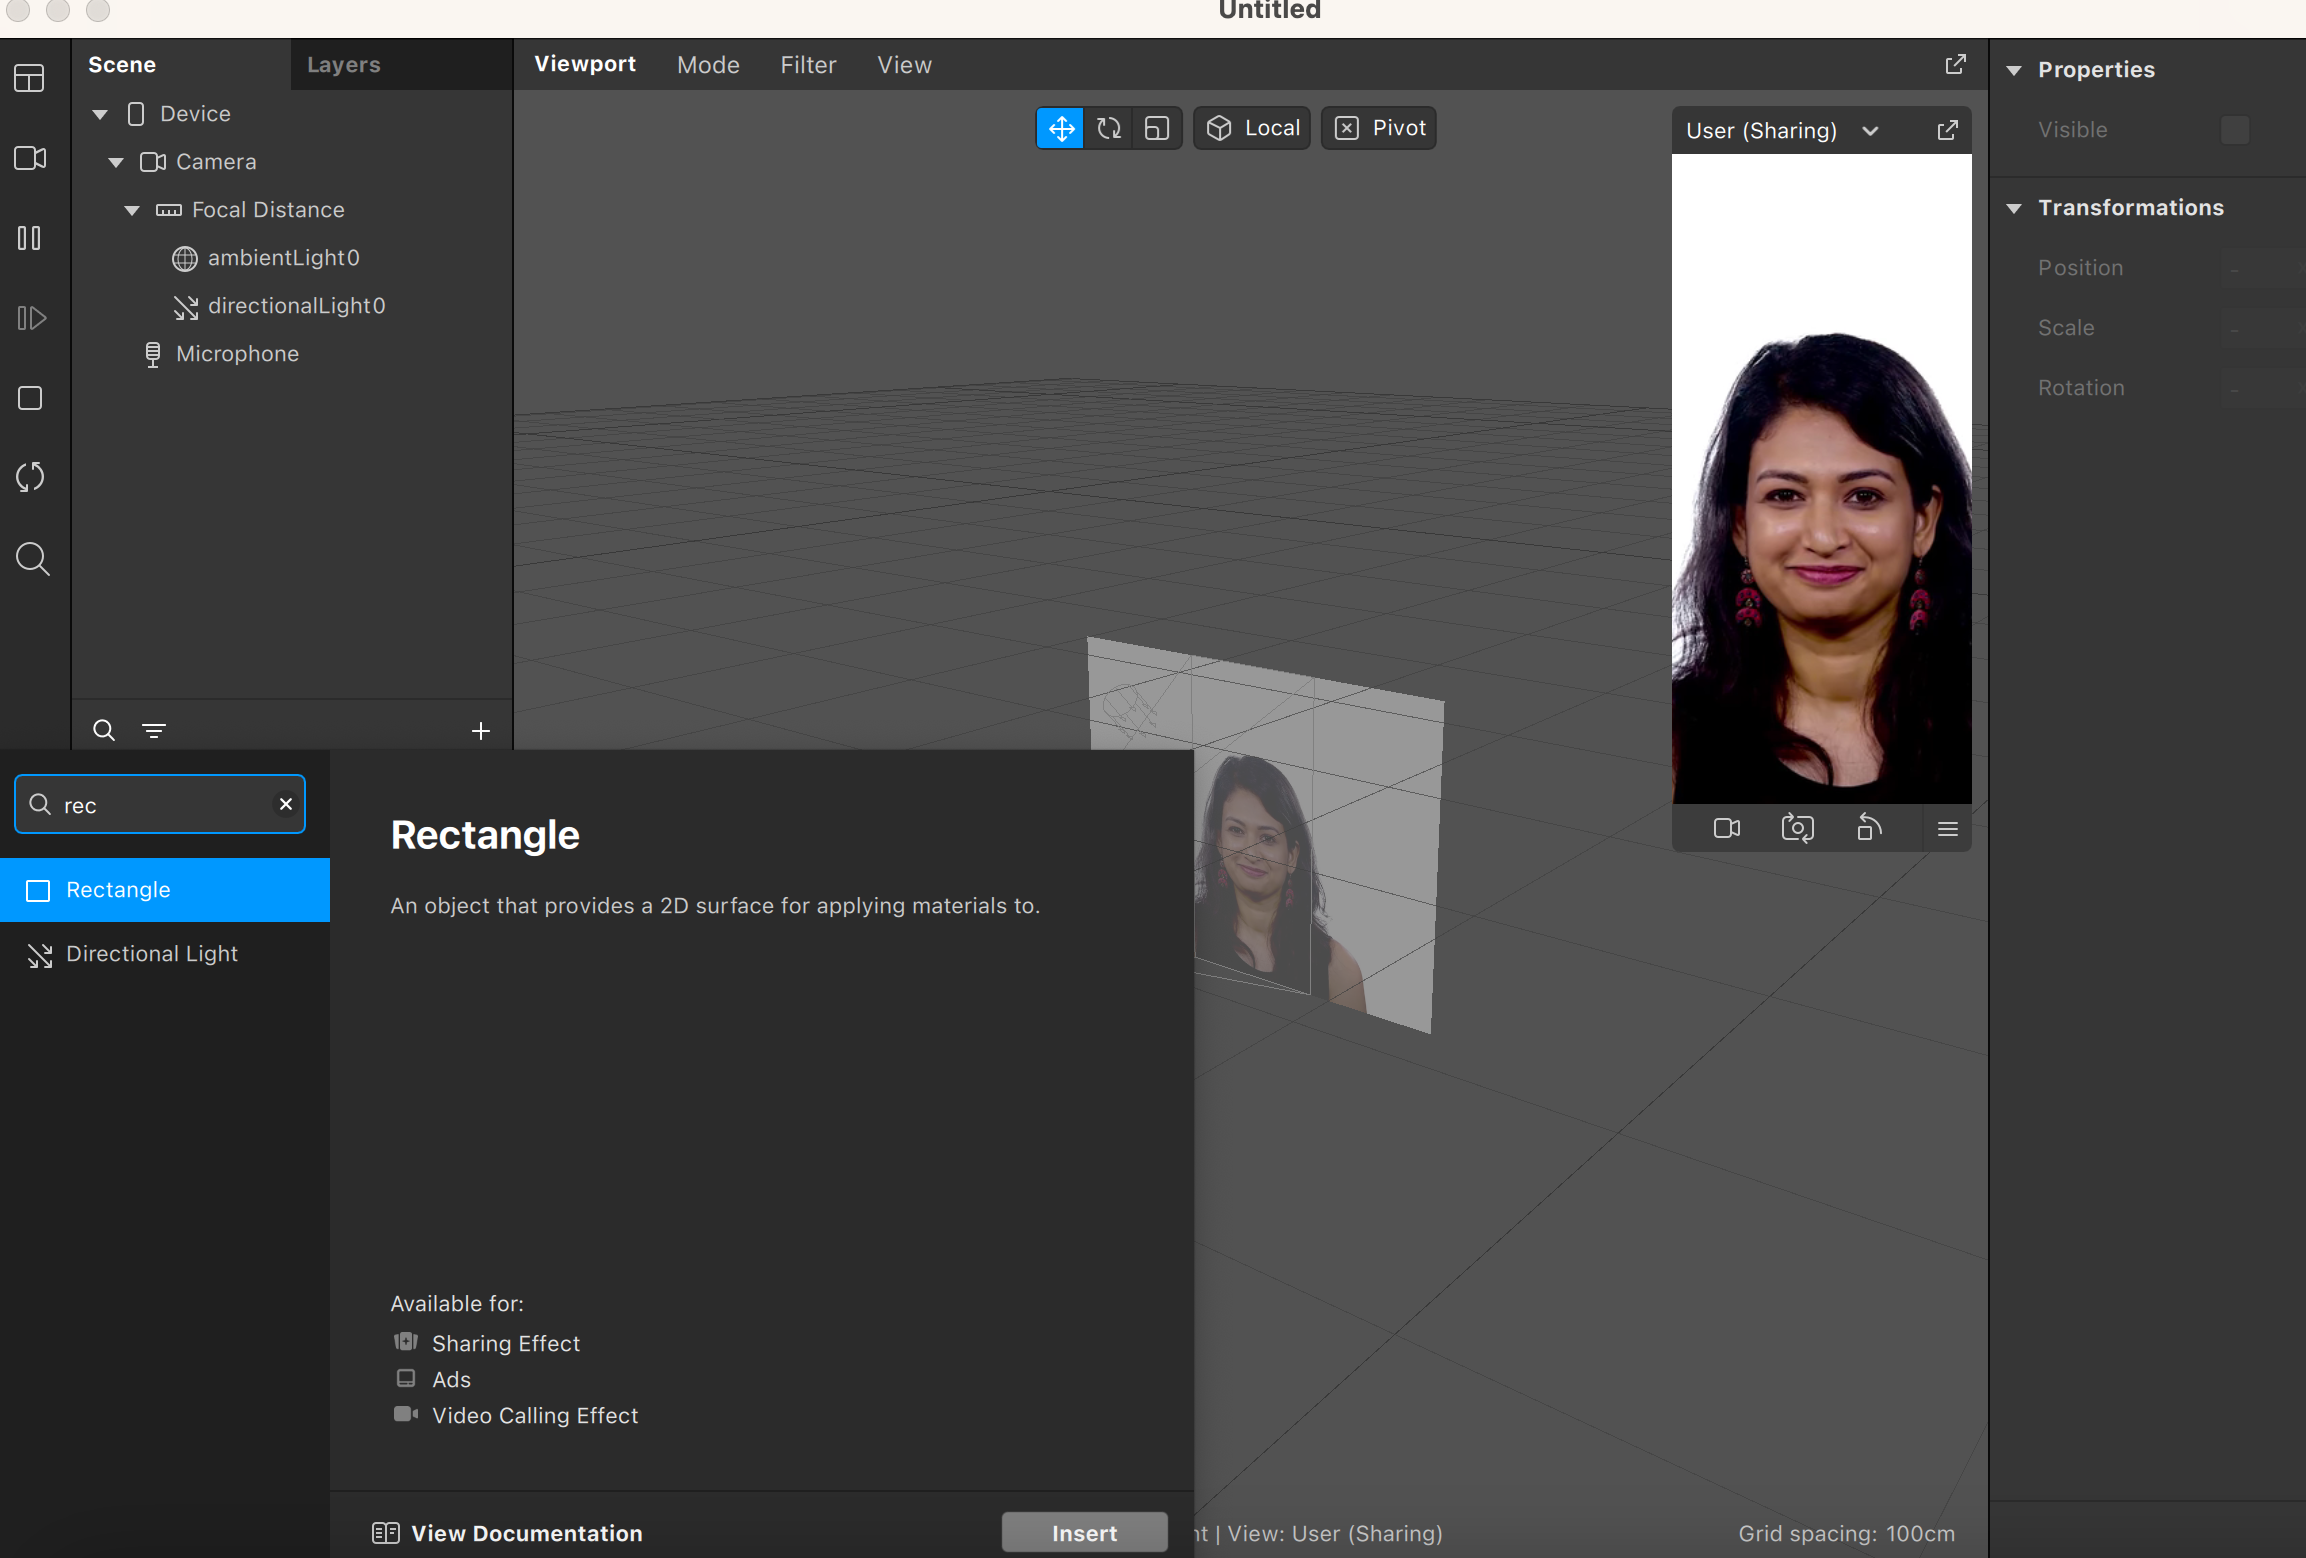 Untitled
Scene
Layers
Viewport
Mode
Filter
View
Device
Camera
Focal Distance
ambientLight0
directionalLight0
Microphone
Local
Pivot
User (Sharing)
Properties
Visible
Transformations
Position
-
Scale
-
Rotation
-
rec
Rectangle
Directional Light
Rectangle
An object that provides a 2D surface for applying materials to.
Available for:
Sharing Effect
Ads
Video Calling Effect
View Documentation
Insert
| View: User (Sharing)
Grid spacing: 100cm